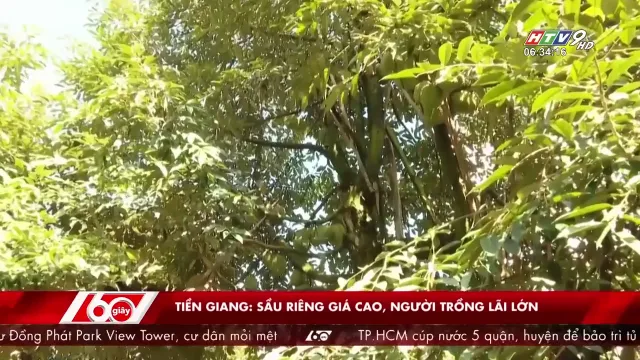 HTV9 HD
06:34:16
60 giây
TIỀN GIANG: SẦU RIÊNG GIÁ CAO, NGƯỜI TRỒNG LÃI LỚN
Đổng Phát Park View Tower, cư dân mỏi mệt 60 TP.HCM cúp nước 5 quận, huyện để bảo trì